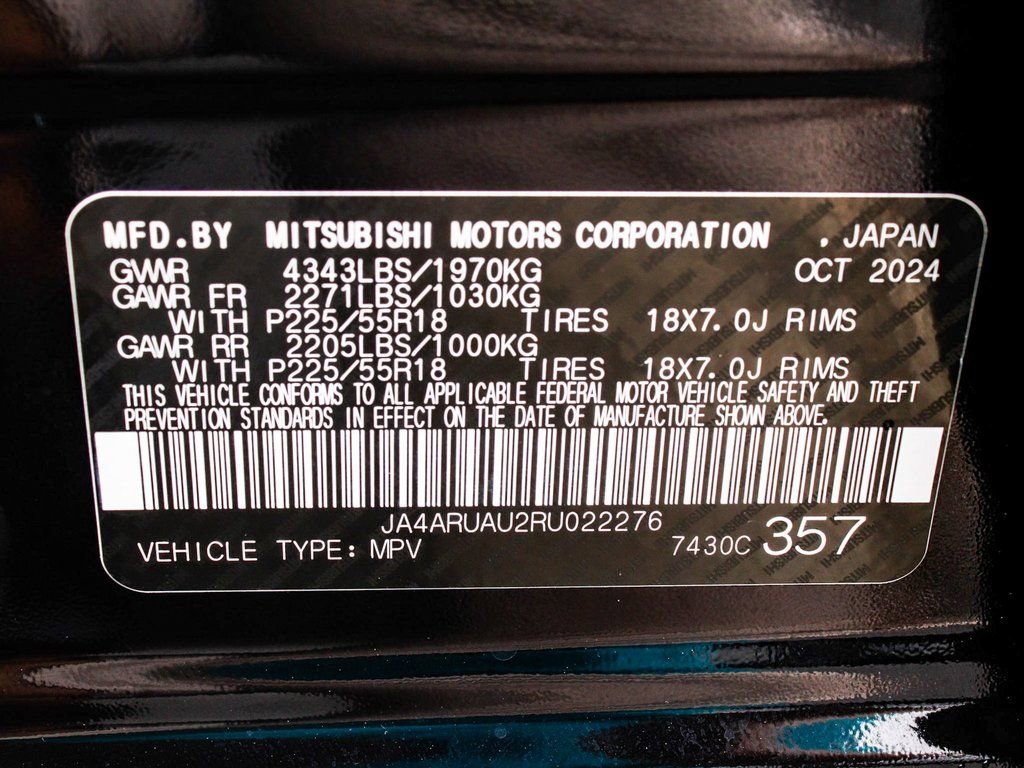 MFD.BY MITSUBISHI MOTORS CORPORATION . JAPAN
GVWR 4343LBS/1970KG OCT 2024
GAWR FR 2271LBS/1030KG
WITH P225/55R18 TIRES 18X7.0J RIMS
GAWR RR 2205LBS/1000KG
WITH P225/55R18 TIRES 18X7.0J RIMS
THIS VEHICLE CONFORMS TO ALL APPLICABLE FEDERAL MOTOR VEHICLE SAFETY AND THEFT
PREVENTION STANDARDS IN EFFECT ON THE DATE OF MANUFACTURE SHOWN ABOVE.
JA4ARUAU2RU022276
VEHICLE TYPE: MPV 7430C 357